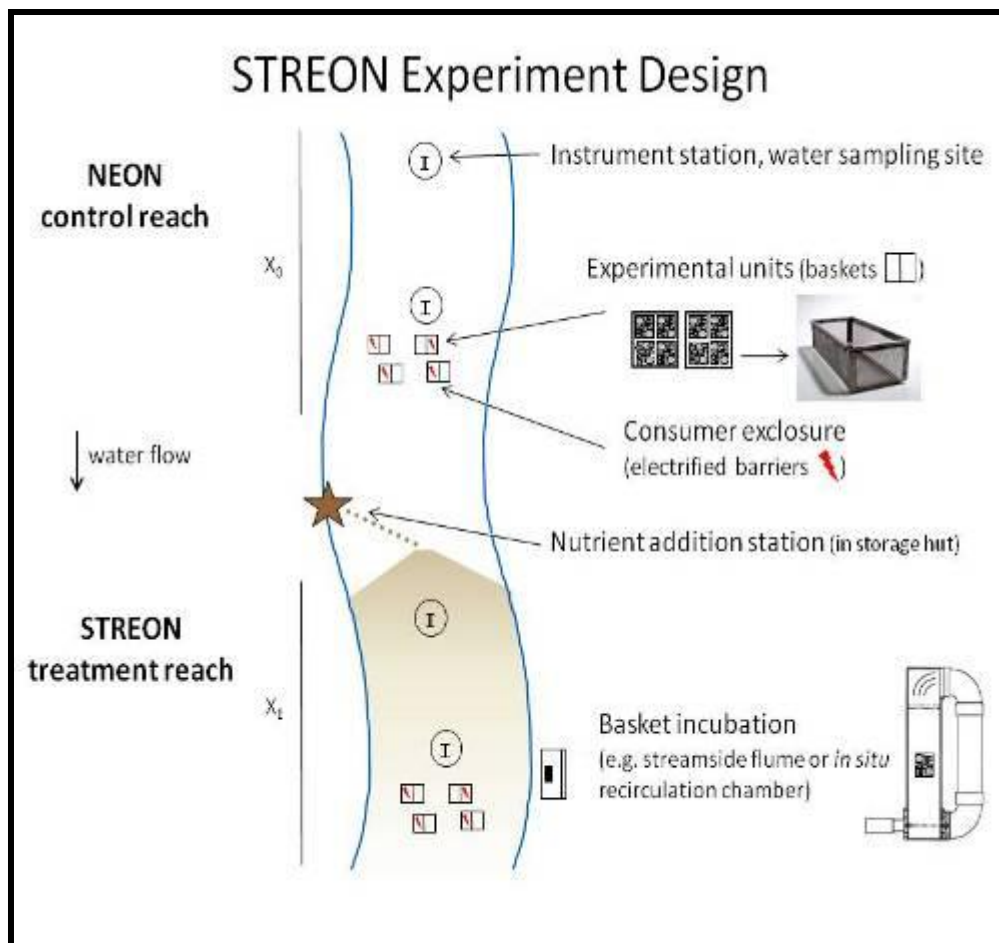 STREON Experiment Design
NEON
control reach
X₀
I
Instrument station, water sampling site
I
Experimental units (baskets )
Consumer exclosure
(electrified barriers )
water flow
Nutrient addition station (in storage hut)
STREON
treatment reach
X₁
I
I
Basket incubation
(e.g. streamside flume or in situ
recirculation chamber)